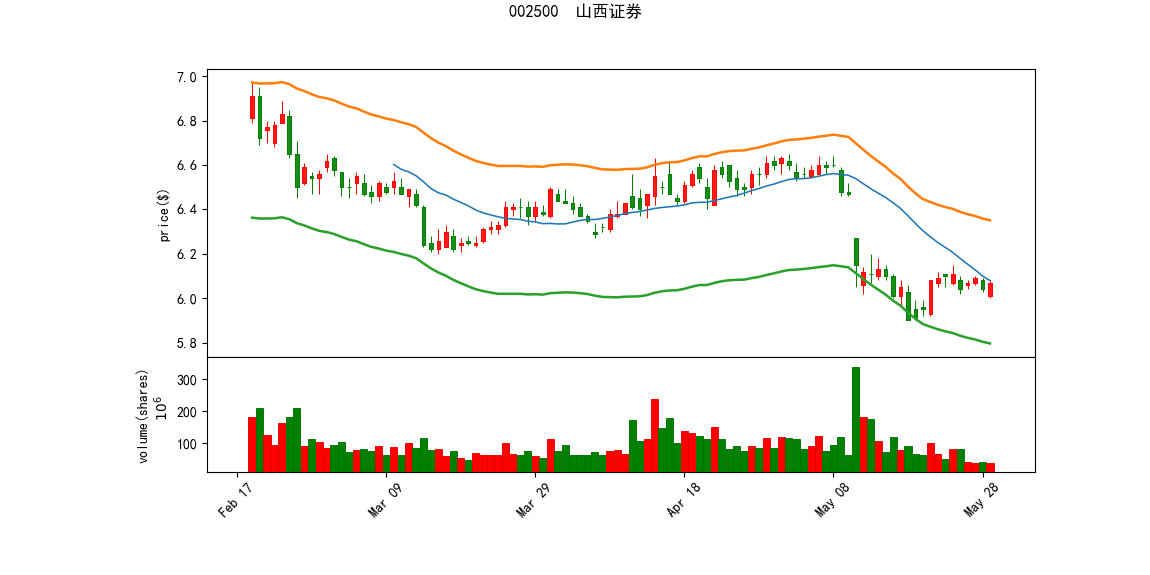 002500 山西证券
price($)
7.0
6.8
6.6
6.4
6.2
6.0
5.8
volume(shares)
10^6
300
200
100
Feb 17
Mar 09
Mar 29
Apr 18
May 08
May 28